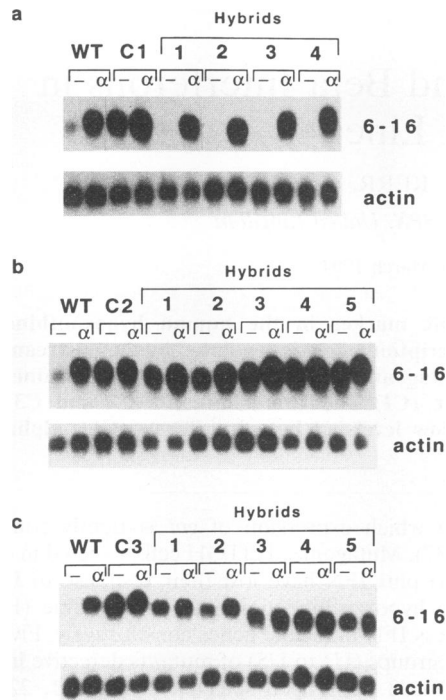 a
Hybrids
WT C1 1 2 3 4
– α – α – α – α – α – α
6-16
actin
b
Hybrids
WT C2 1 2 3 4 5
– α – α – α – α – α – α – α
6-16
actin
c
Hybrids
WT C3 1 2 3 4 5
– α – α – α – α – α – α – α
6-16
actin